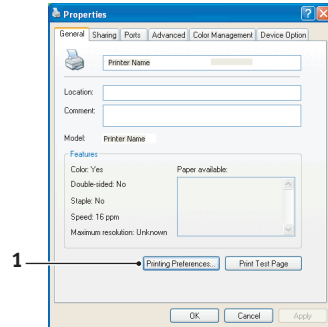 Properties
General Sharing Ports Advanced Color Management Device Option
Printer Name
Location:
Comment:
Model: Printer Name
Features
Color: Yes
Paper available:
Double-sided: No
Staple: No
Speed: 16 ppm
Maximum resolution: Unknown
1
Printing Preferences... Print Test Page
OK Cancel Apply